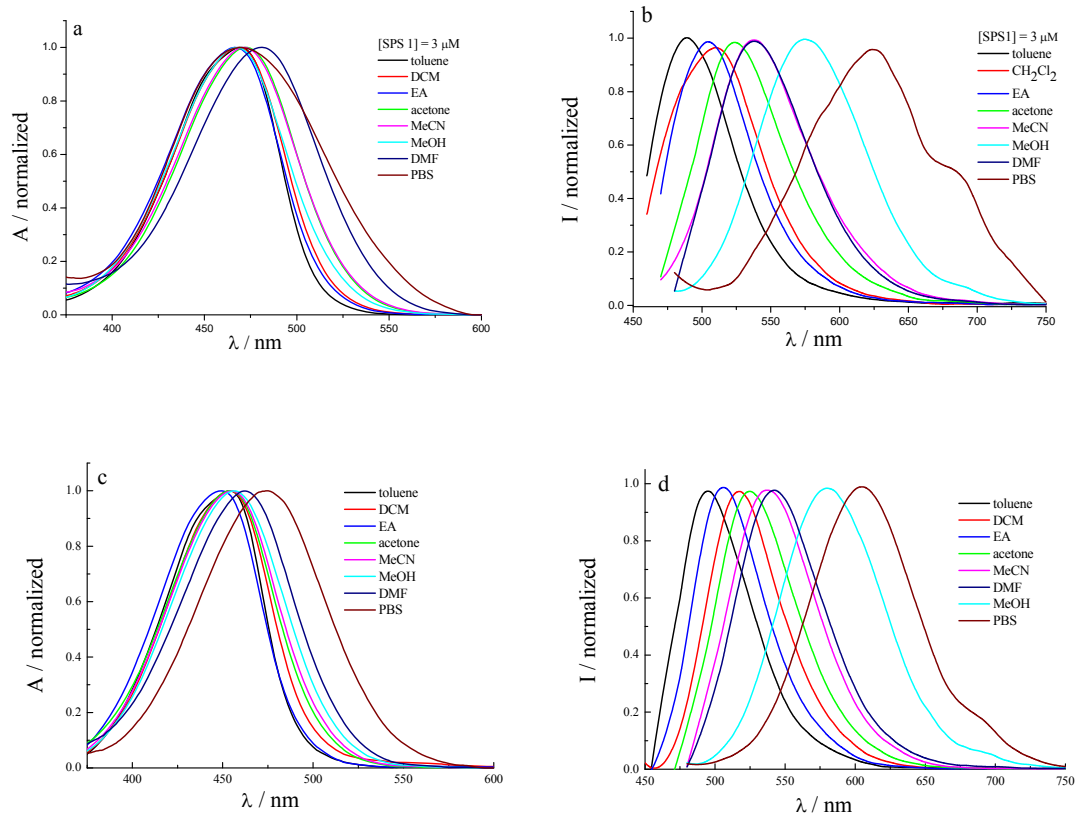 a
[SPS 1] = 3 μM
toluene
DCM
EA
acetone
MeCN
MeOH
DMF
PBS
A / normalized
1.0
0.8
0.6
0.4
0.2
0.0
400 450 500 550 600
λ / nm
b
[SPS1] = 3 μM
toluene
CH2Cl2
EA
acetone
MeCN
MeOH
DMF
PBS
I / normalized
1.0
0.8
0.6
0.4
0.2
0.0
450 500 550 600 650 700 750
λ / nm
c
toluene
DCM
EA
acetone
MeCN
MeOH
DMF
PBS
A / normalized
1.0
0.8
0.6
0.4
0.2
0.0
400 450 500 550 600
λ / nm
d
toluene
DCM
EA
acetone
MeCN
DMF
MeOH
PBS
I / normalized
1.0
0.8
0.6
0.4
0.2
0.0
450 500 550 600 650 700 750
λ / nm